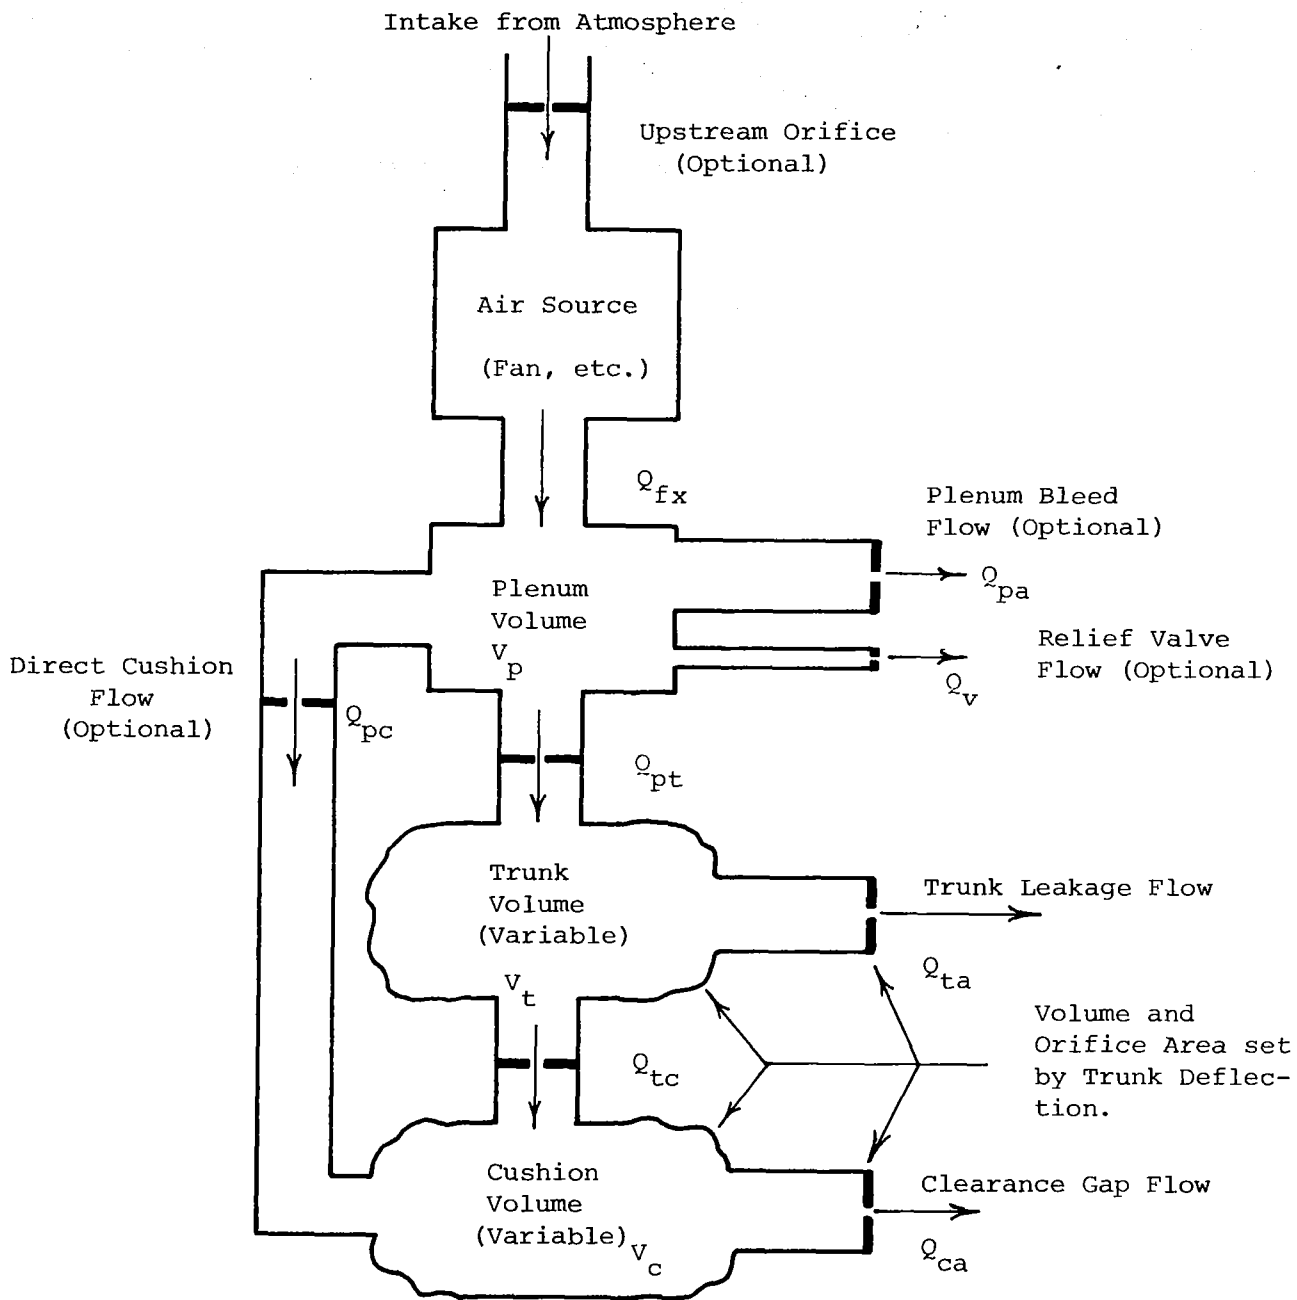 Intake from Atmosphere
Upstream Orifice
(Optional)
Air Source
(Fan, etc.)
Qfx
Plenum Bleed
Flow (Optional)
Qpa
Plenum
Volume
Vp
Relief Valve
Flow (Optional)
Qv
Direct Cushion
Flow
(Optional)
Qpc
Qpt
Trunk
Volume
(Variable)
Vt
Trunk Leakage Flow
Qta
Volume and
Orifice Area set
by Trunk Deflec-
tion.
Qtc
Cushion
Volume
(Variable)
Vc
Clearance Gap Flow
Qca